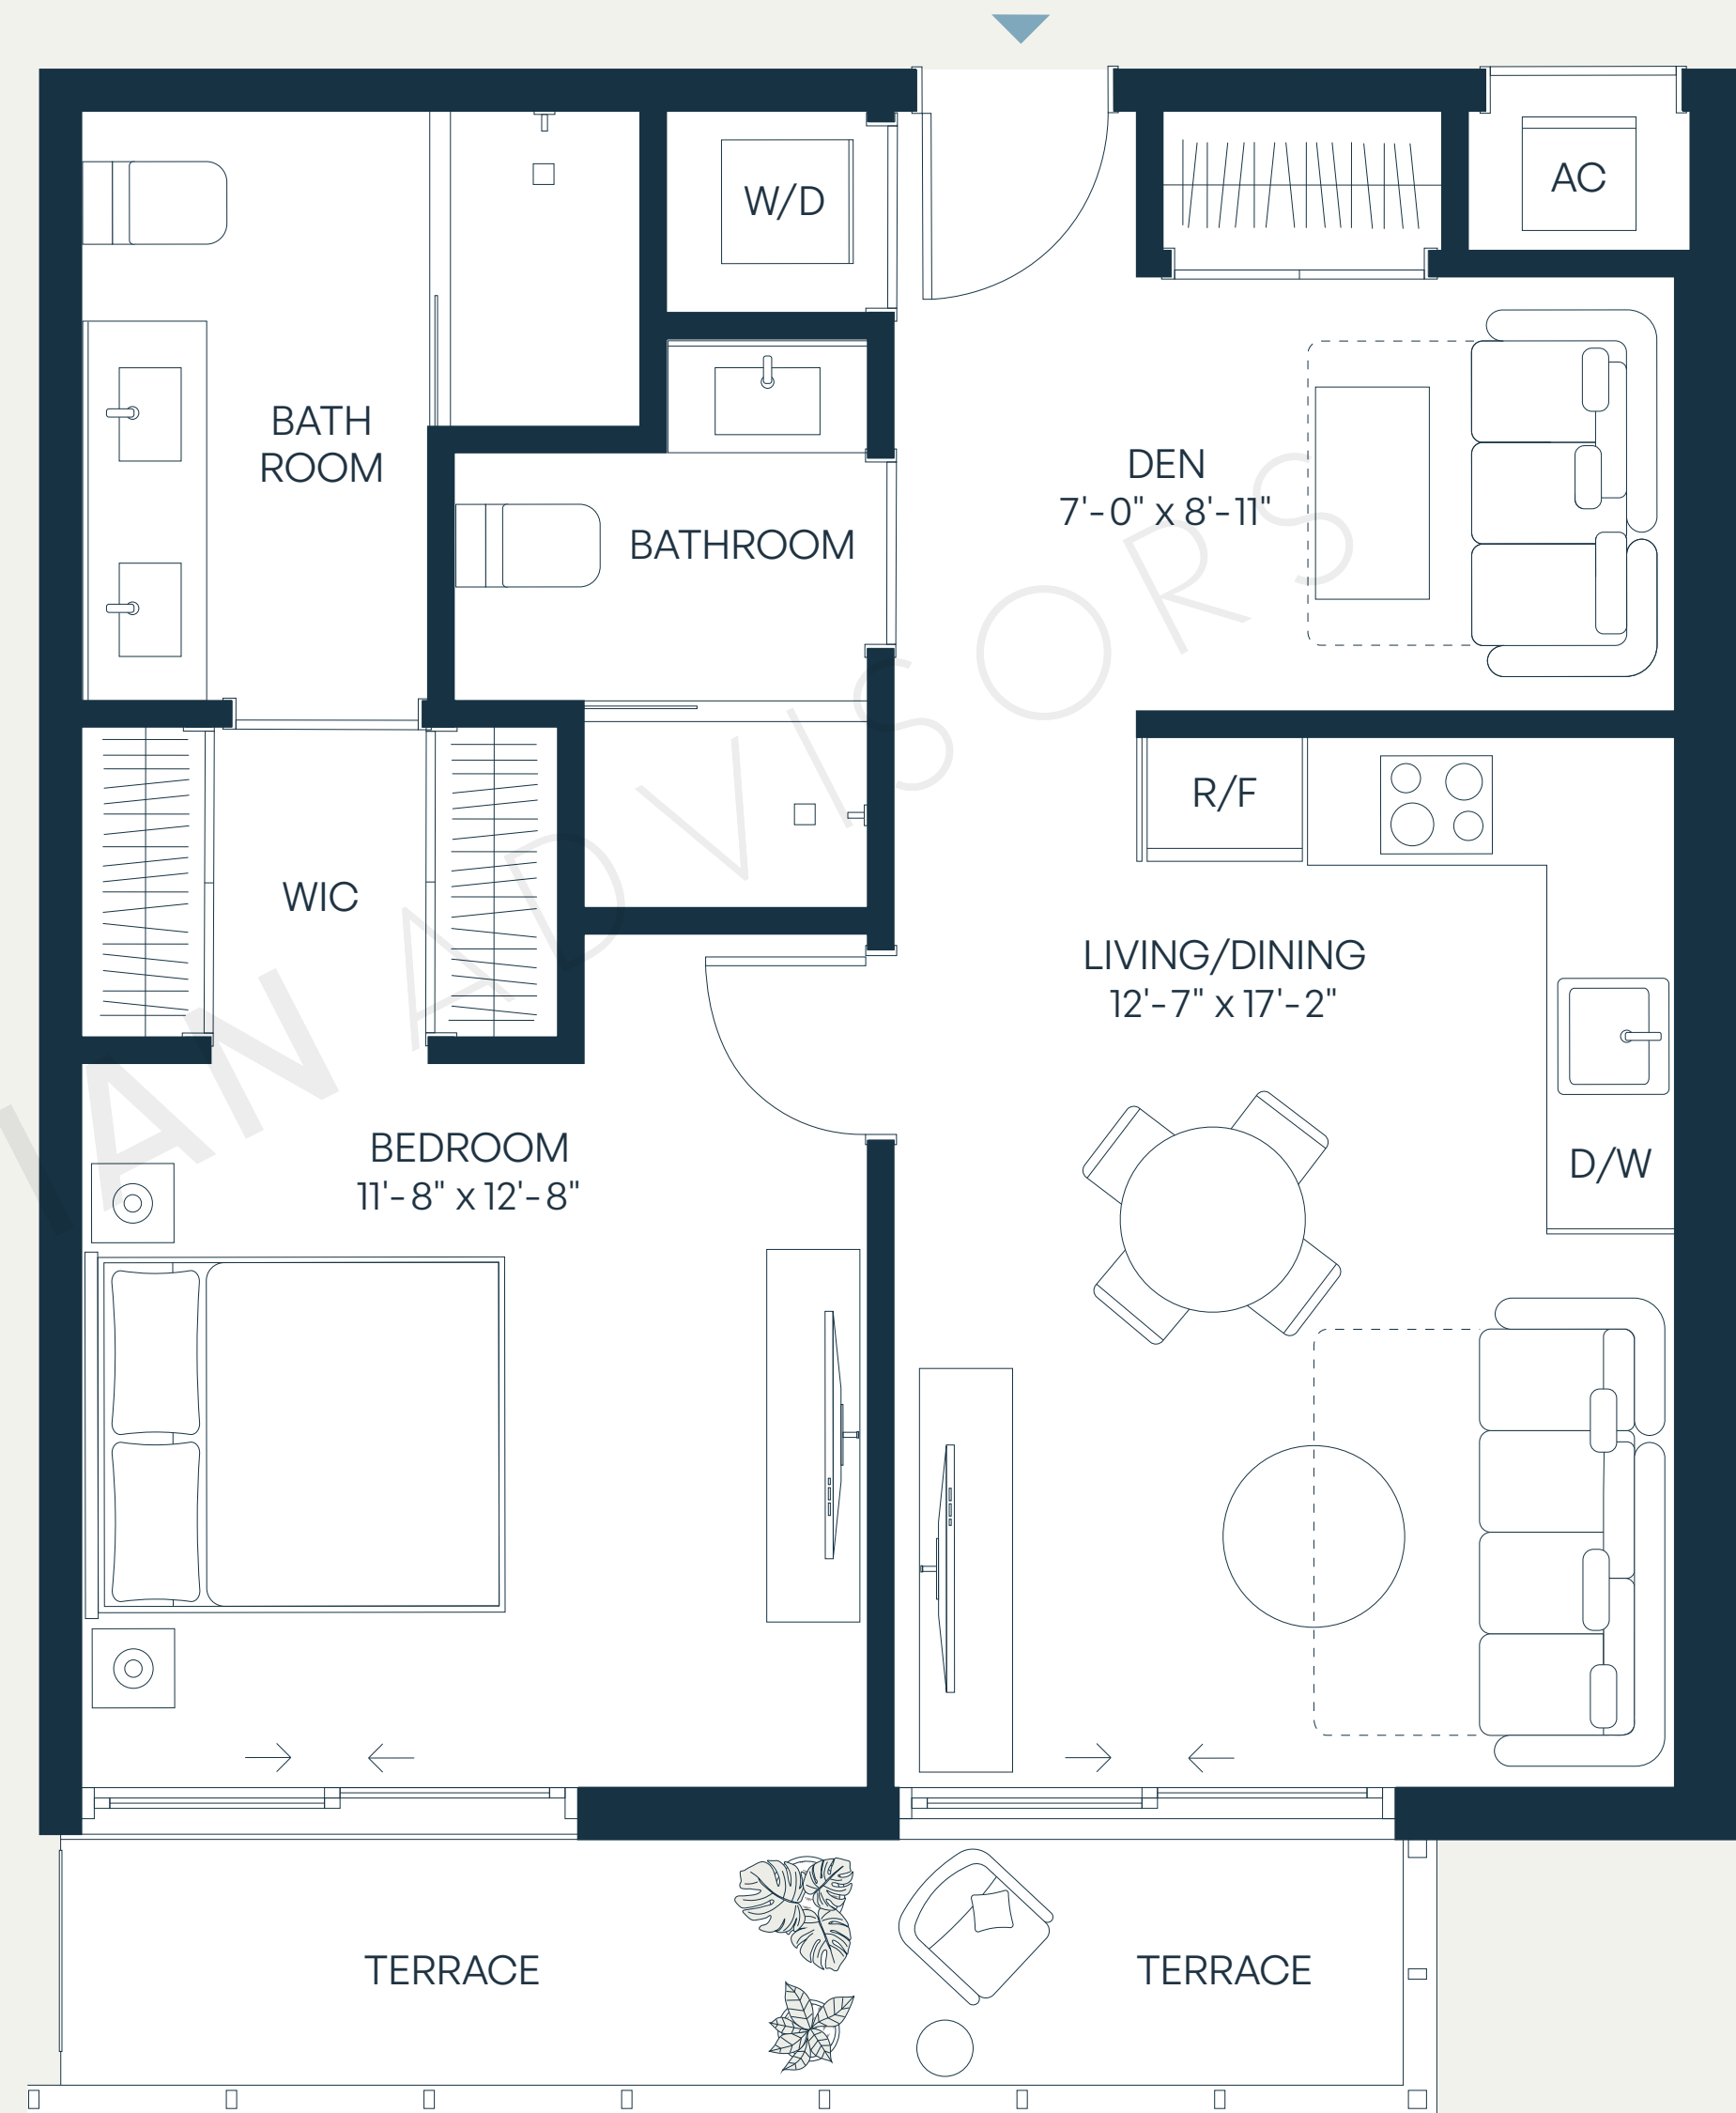 W/D
AC
BATH
ROOM
DEN
7'-0" x 8'-11"
BATHROOM
R/F
WIC
LIVING/DINING
12'-7" x 17'-2"
BEDROOM
11'-8" x 12'-8"
D/W
TERRACE
TERRACE
IAN ADVISORS